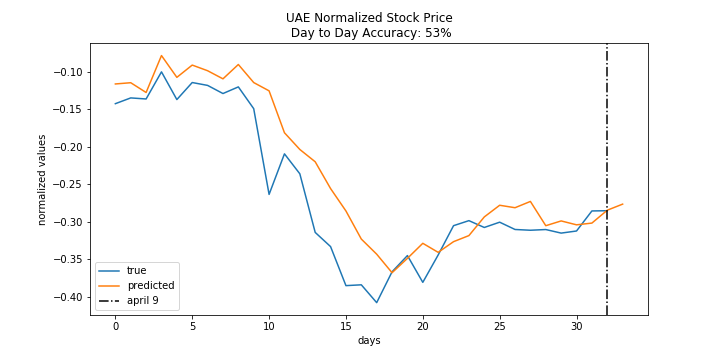 UAE Normalized Stock Price
Day to Day Accuracy: 53%
normalized values
−0.10
−0.15
−0.20
−0.25
−0.30
−0.35
−0.40
true
predicted
april 9
0
5
10
15
20
25
30
days